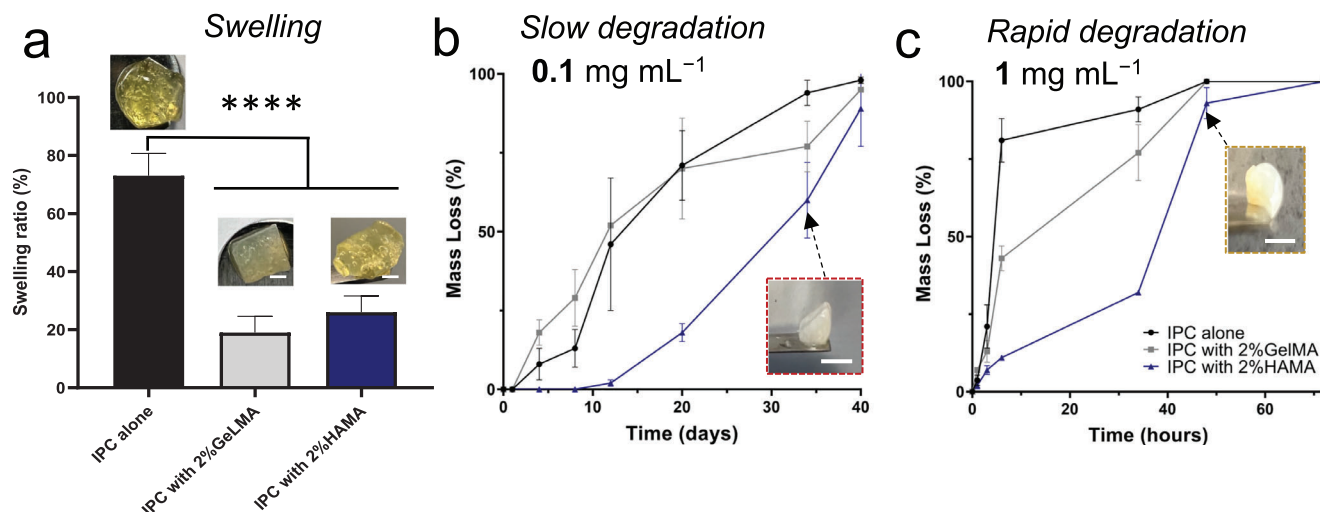 a
Swelling
****
Swelling ratio (%)
100
80
60
40
20
0
IPC alone
IPC with 2%GeLMA
IPC with 2%HAMA
b
Slow degradation
0.1 mg mL⁻¹
Mass Loss (%)
100
50
0
0
10
20
30
40
Time (days)
c
Rapid degradation
1 mg mL⁻¹
Mass Loss (%)
100
50
0
0
20
40
60
Time (hours)
IPC alone
IPC with 2%GelMA
IPC with 2%HAMA